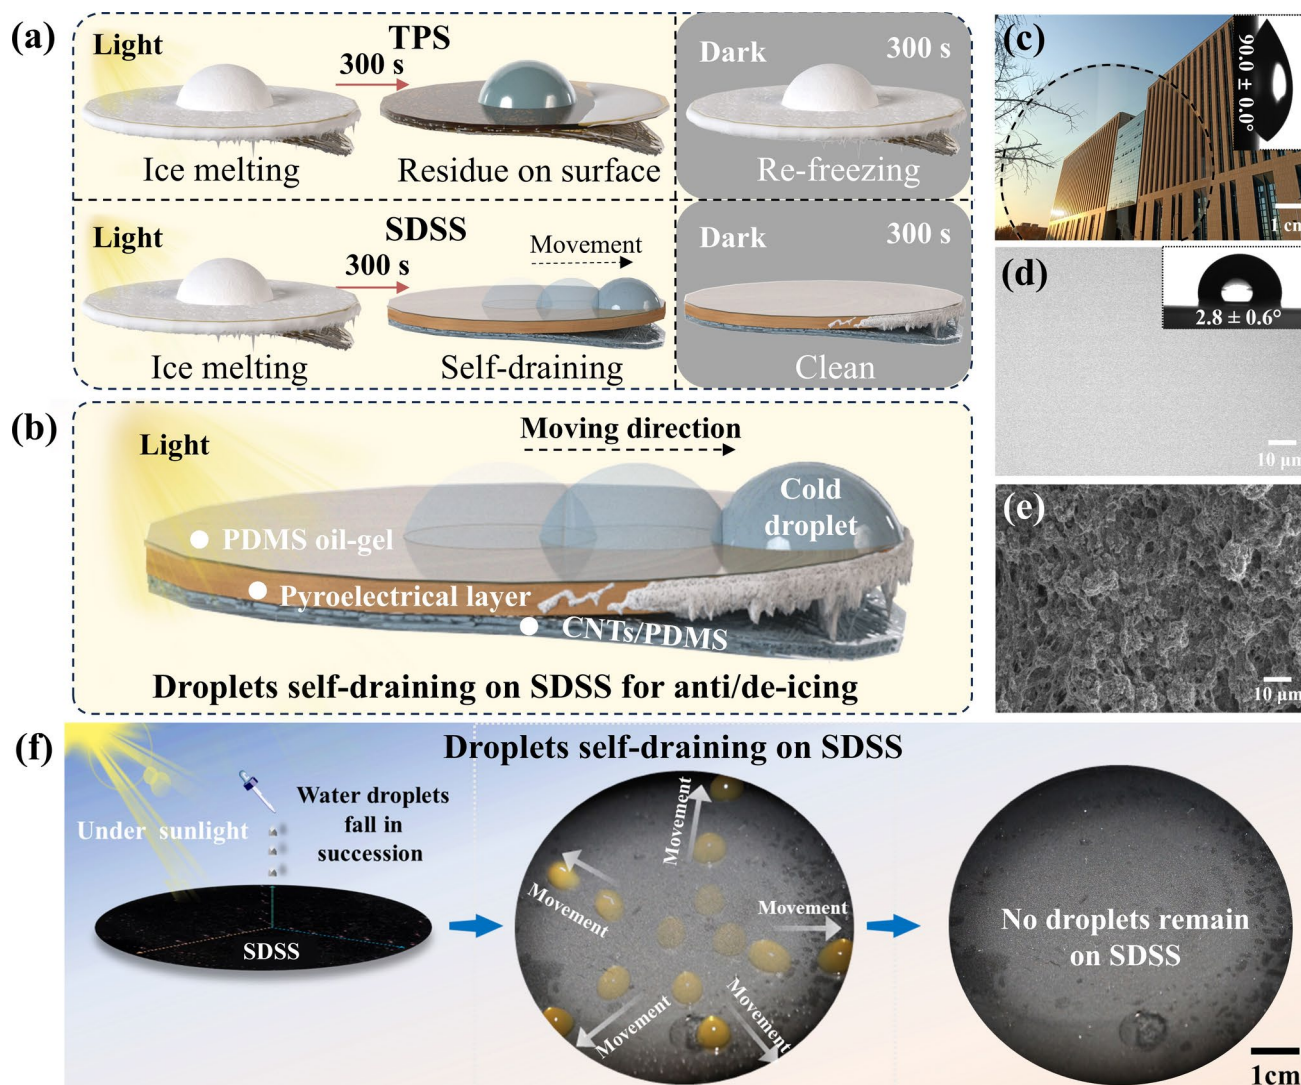 (a)
Light
TPS
300 s
Ice melting
Residue on surface
Dark
300 s
Re-freezing
Light
SDSS
300 s
Movement
Ice melting
Self-draining
Dark
300 s
Clean
(b)
Light
Moving direction
Cold
droplet
PDMS oil-gel
Pyroelectrical layer
CNTs/PDMS
Droplets self-draining on SDSS for anti/de-icing
(c)
90.0 ± 0.0°
1 cm
(d)
2.8 ± 0.6°
10 μm
(e)
10 μm
(f)
Droplets self-draining on SDSS
Under sunlight
Water droplets
fall in
succession
SDSS
Movement
Movement
Movement
Movement
Movement
No droplets remain
on SDSS
1cm